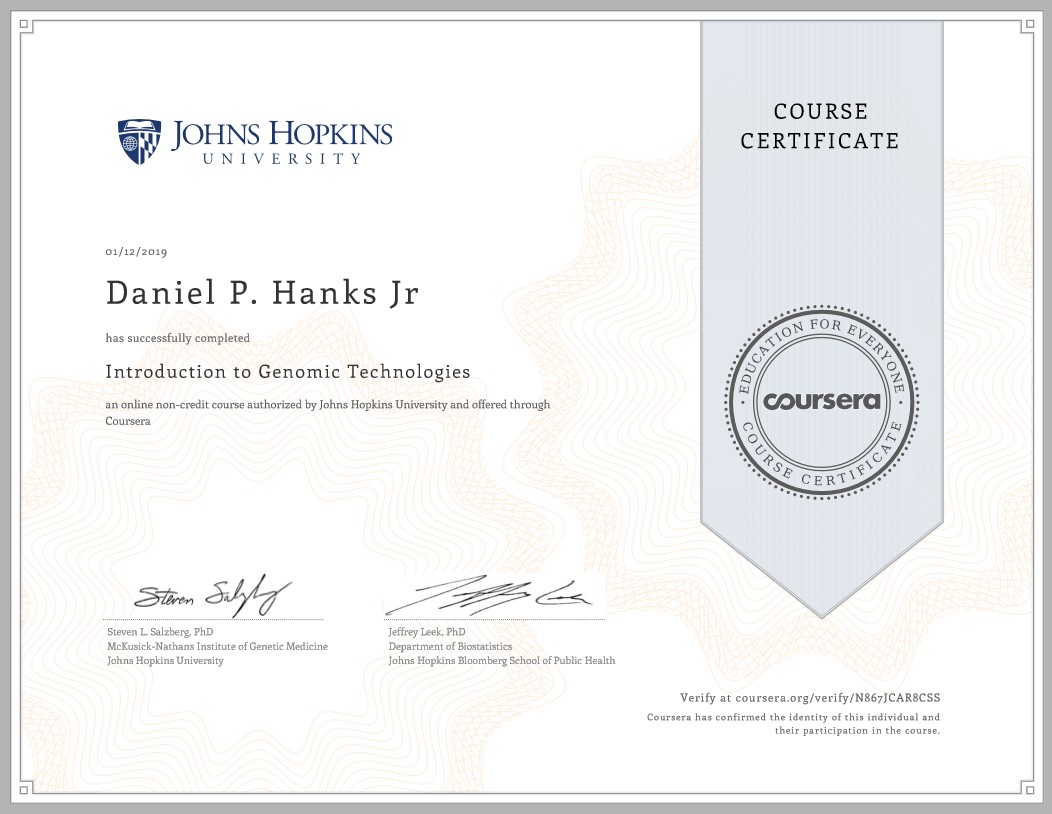 JOHNS HOPKINS
UNIVERSITY
COURSE
CERTIFICATE
01/12/2019
Daniel P. Hanks Jr
has successfully completed
Introduction to Genomic Technologies
an online non-credit course authorized by Johns Hopkins University and offered through
Coursera
EDUCATION FOR EVERYONE
coursera
COURSE CERTIFICATE
Steven Salzberg
Steven L. Salzberg, PhD
McKusick-Nathans Institute of Genetic Medicine
Johns Hopkins University
Jeffrey Leek, PhD
Department of Biostatistics
Johns Hopkins Bloomberg School of Public Health
Verify at coursera.org/verify/N867JCAR8CSS
Coursera has confirmed the identity of this individual and
their participation in the course.